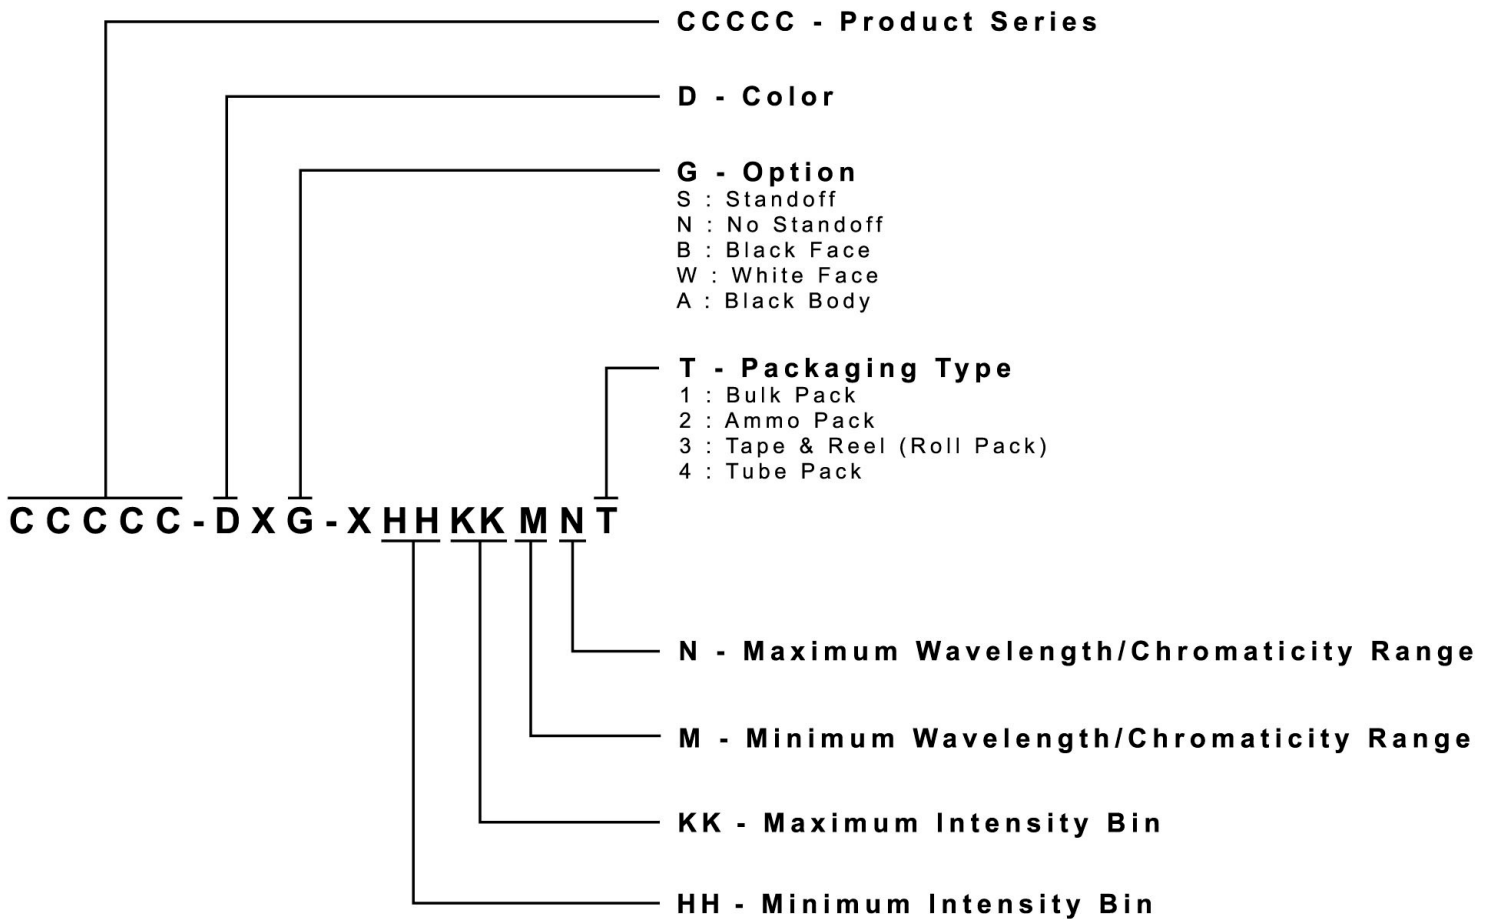 CCCCC - Product Series
D - Color
G - Option
S : Standoff
N : No Standoff
B : Black Face
W : White Face
A : Black Body
T - Packaging Type
1 : Bulk Pack
2 : Ammo Pack
3 : Tape & Reel (Roll Pack)
4 : Tube Pack
CCCCC-DXG-XHHKKMNT
N - Maximum Wavelength/Chromaticity Range
M - Minimum Wavelength/Chromaticity Range
KK - Maximum Intensity Bin
HH - Minimum Intensity Bin